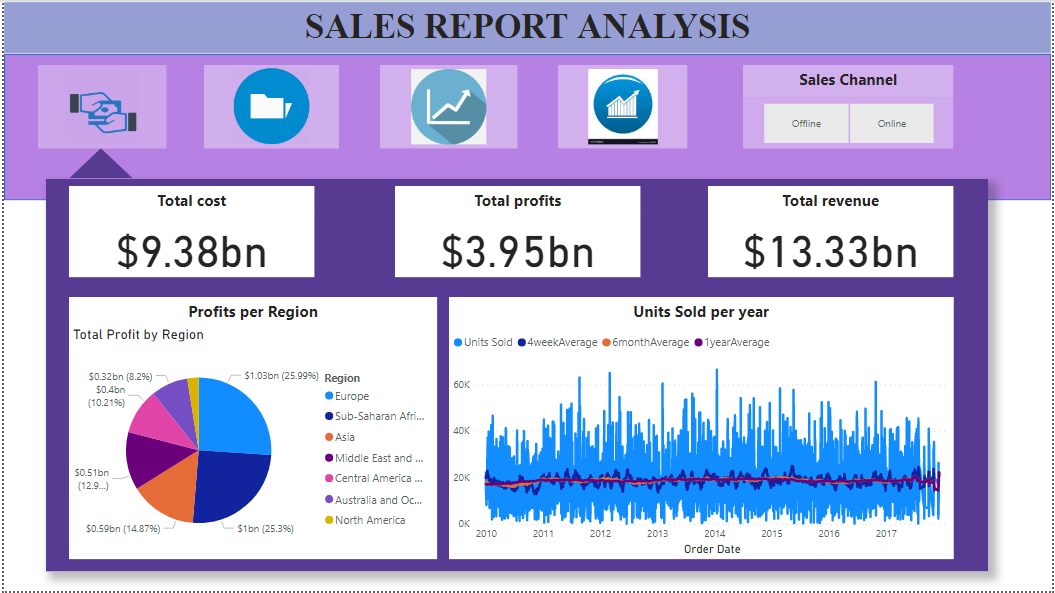 SALES REPORT ANALYSIS
Sales Channel
Offline
Online
Total cost
$9.38bn
Total profits
$3.95bn
Total revenue
$13.33bn
Profits per Region
Total Profit by Region
$0.32bn (8.2%)
$0.4bn
(10.21%)
$0.51bn
(12.9...)
$0.59bn (14.87%)
$1bn (25.3%)
$1.03bn (25.99%)
Region
Europe
Sub-Saharan Afri...
Asia
Middle East and ...
Central America ...
Australia and Oc...
North America
Units Sold per year
Units Sold 4weekAverage 6monthAverage 1yearAverage
60K
40K
20K
0K
2010 2011 2012 2013 2014 2015 2016 2017
Order Date